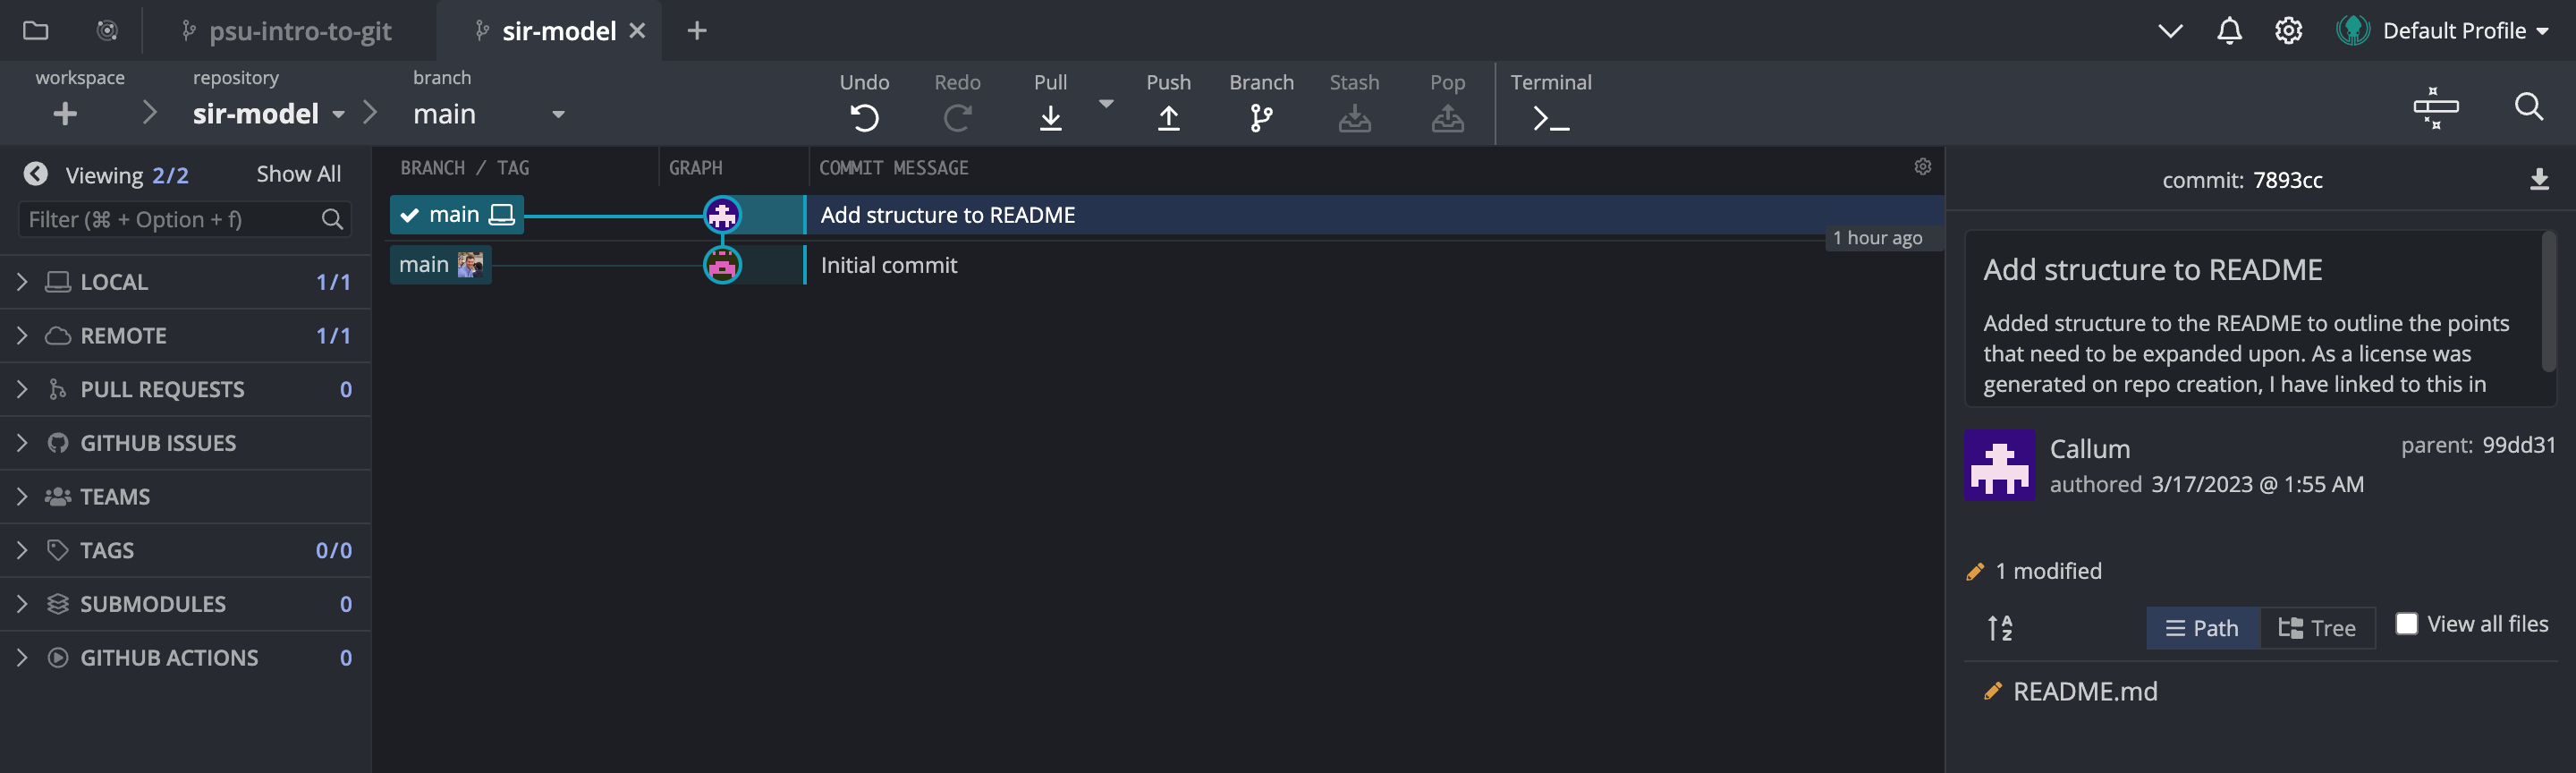 psu-intro-to-git
sir-model
Default Profile
workspace
repository
branch
sir-model
main
Undo
Redo
Pull
Push
Branch
Stash
Pop
Terminal
Viewing 2/2
Show All
Filter (⌘ + Option + f)
LOCAL 1/1
REMOTE 1/1
PULL REQUESTS 0
GITHUB ISSUES
TEAMS
TAGS 0/0
SUBMODULES 0
GITHUB ACTIONS 0
BRANCH / TAG
GRAPH
COMMIT MESSAGE
main
Add structure to README
1 hour ago
main
Initial commit
commit: 7893cc
Add structure to README
Added structure to the README to outline the points
that need to be expanded upon. As a license was
generated on repo creation, I have linked to this in
Callum
authored 3/17/2023 @ 1:55 AM
parent: 99dd31
1 modified
A
Z
Path
Tree
View all files
README.md